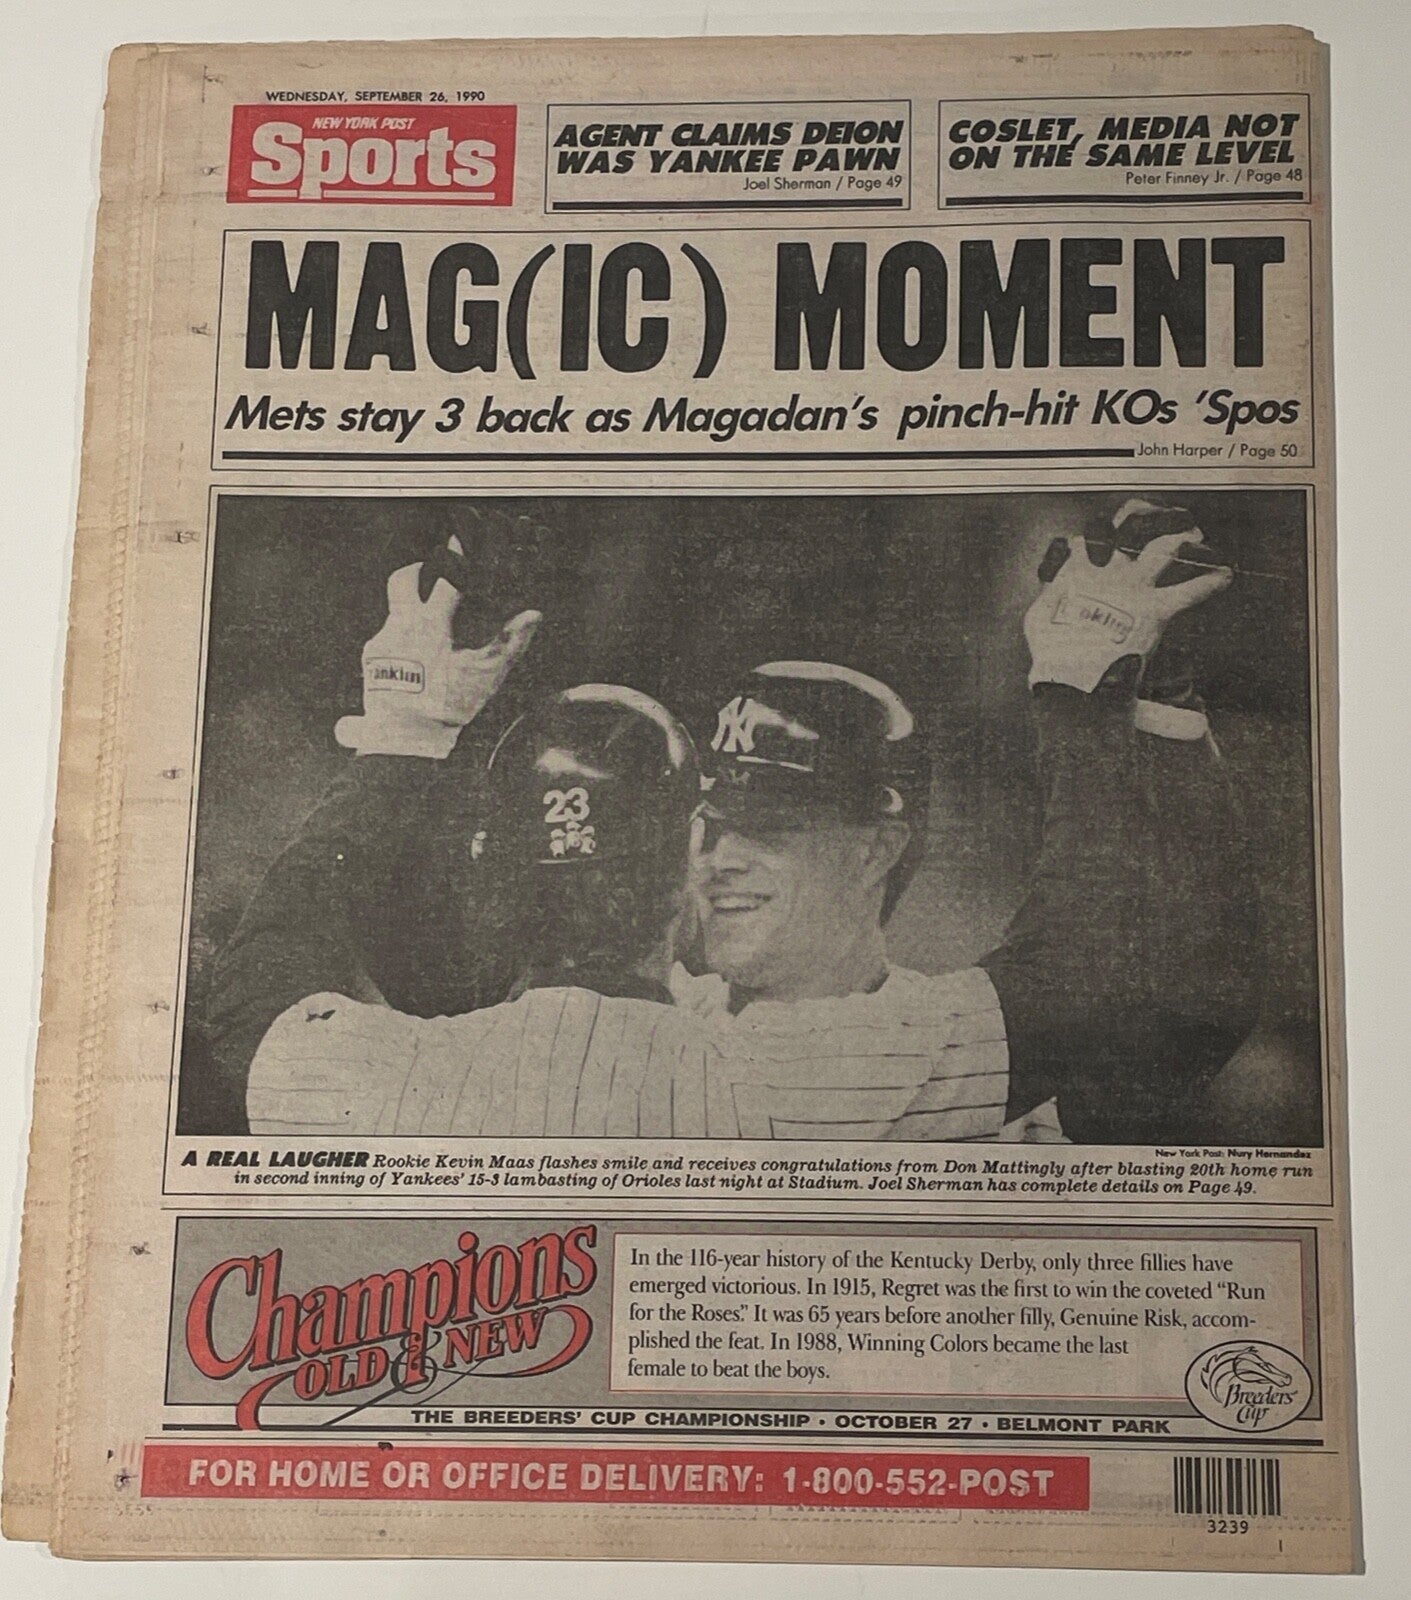 WEDNESDAY, SEPTEMBER 26, 1990
NEW YORK POST
Sports
AGENT CLAIMS DEION
WAS YANKEE PAWN
Joel Sherman / Page 49
COSLET, MEDIA NOT
ON THE SAME LEVEL
Peter Finney Jr. / Page 48
MAG(IC) MOMENT
Mets stay 3 back as Magadan's pinch-hit KOs 'Spos
John Harper / Page 50
anklin
NY
23
New York Post: Nury Hernandez
A REAL LAUGHER Rookie Kevin Maas flashes smile and receives congratulations from Don Mattingly after blasting 20th home run
in second inning of Yankees' 15-3 lambasting of Orioles last night at Stadium. Joel Sherman has complete details on Page 49.
Champions
OLD & NEW
In the 116-year history of the Kentucky Derby, only three fillies have
emerged victorious. In 1915, Regret was the first to win the coveted "Run
for the Roses." It was 65 years before another filly, Genuine Risk, accom-
plished the feat. In 1988, Winning Colors became the last
female to beat the boys.
Breeders'
Cup
THE BREEDERS' CUP CHAMPIONSHIP • OCTOBER 27 • BELMONT PARK
FOR HOME OR OFFICE DELIVERY: 1-800-552-POST
3239